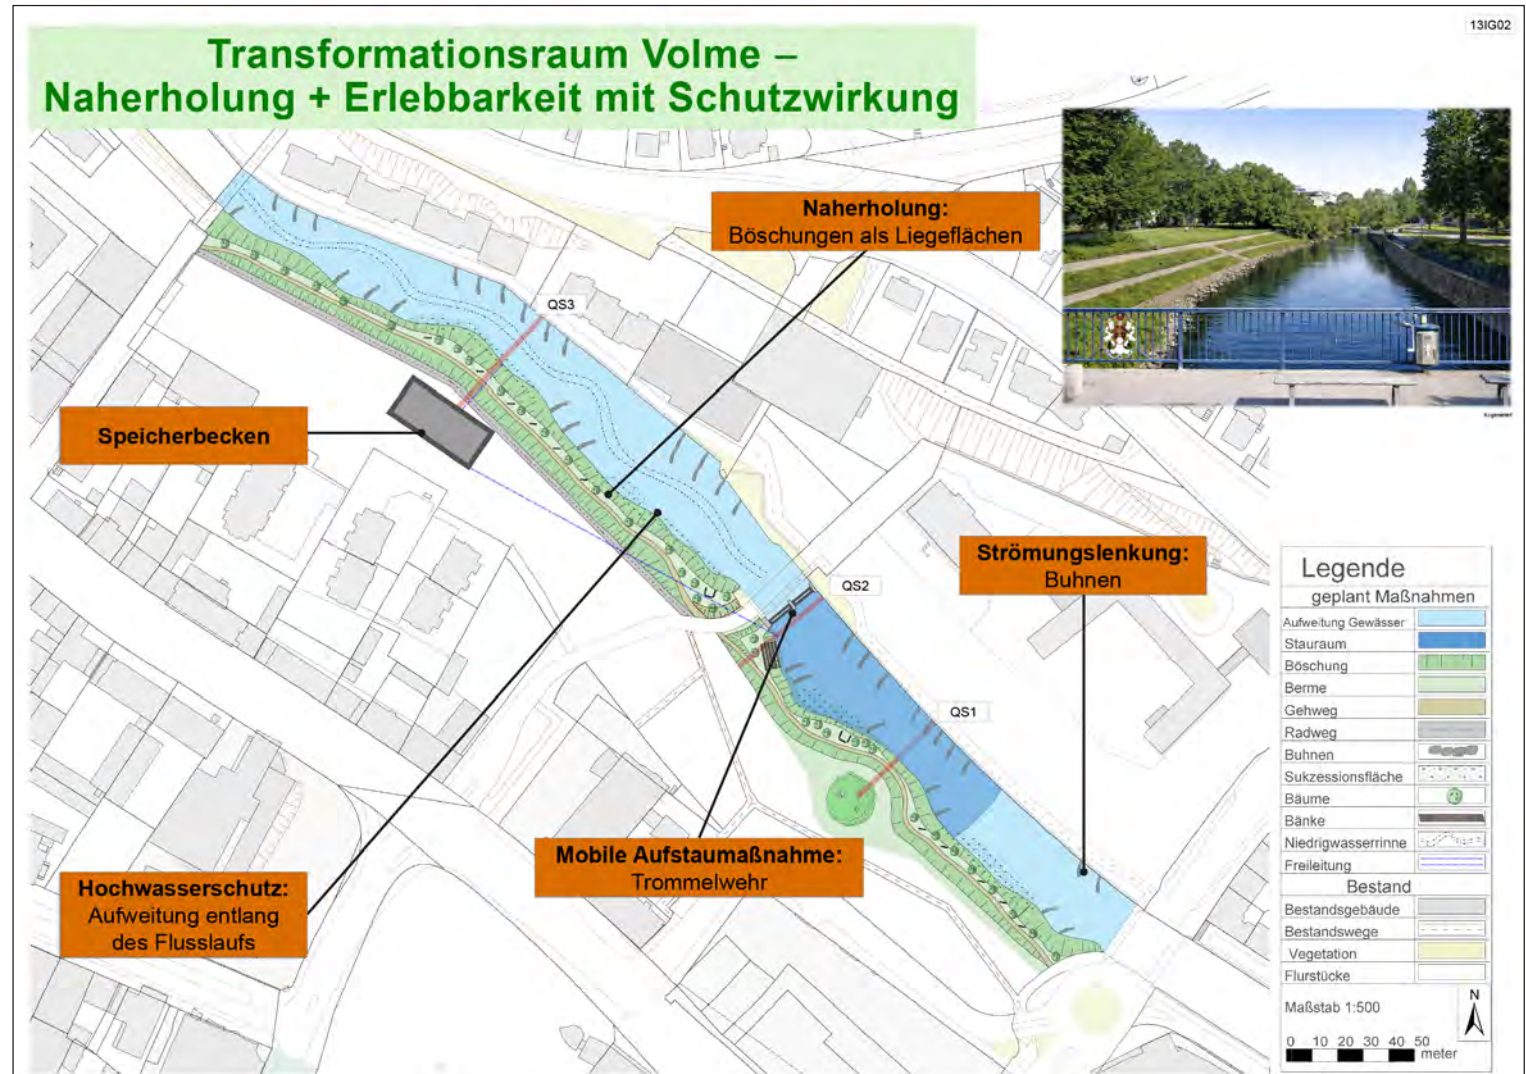 13IG02
Transformationsraum Volme –
Naherholung + Erlebbarkeit mit Schutzwirkung
Naherholung:
Böschungen als Liegeflächen
QS3
Speicherbecken
Strömungslenkung:
Buhnen
QS2
QS1
Mobile Aufstaumaßnahme:
Trommelwehr
Hochwasserschutz:
Aufweitung entlang
des Flusslaufs
Legende
geplant Maßnahmen
Aufweitung Gewässer
Stauraum
Böschung
Berme
Gehweg
Radweg
Buhnen
Sukzessionsfläche
Bäume
Bänke
Niedrigwasserrinne
Freileitung
Bestand
Bestandsgebäude
Bestandswege
Vegetation
Flurstücke
Maßstab 1:500
N
0 10 20 30 40 50
meter